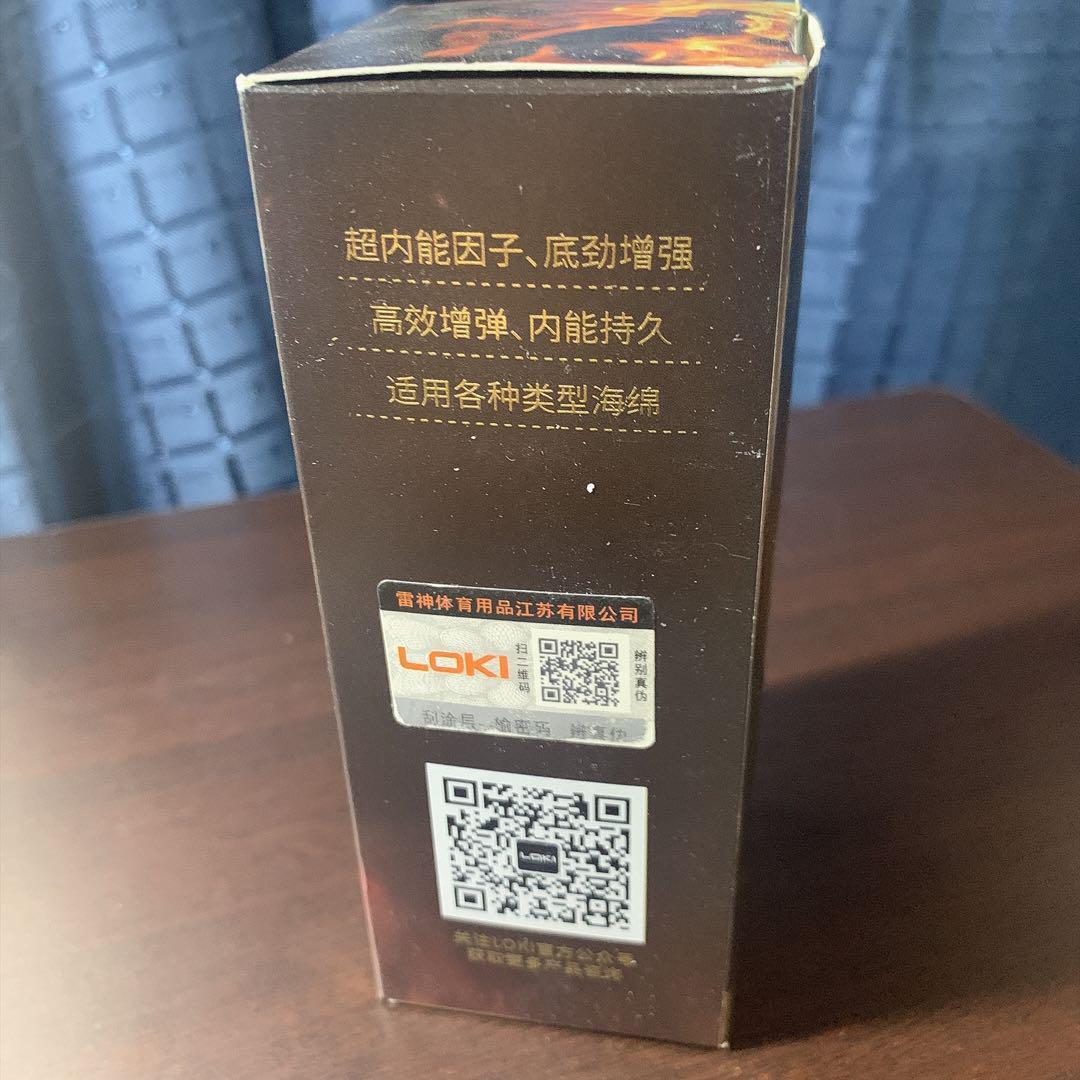 超内能因子、底劲增强
高效增弹、内能持久
适用各种类型海绵
雷神体育用品江苏有限公司
LOKI
扫二维码
辨别真伪
刮涂层 输密码 辨真伪
LOKI
关注LOKI官方公众号
获取更多产品资讯